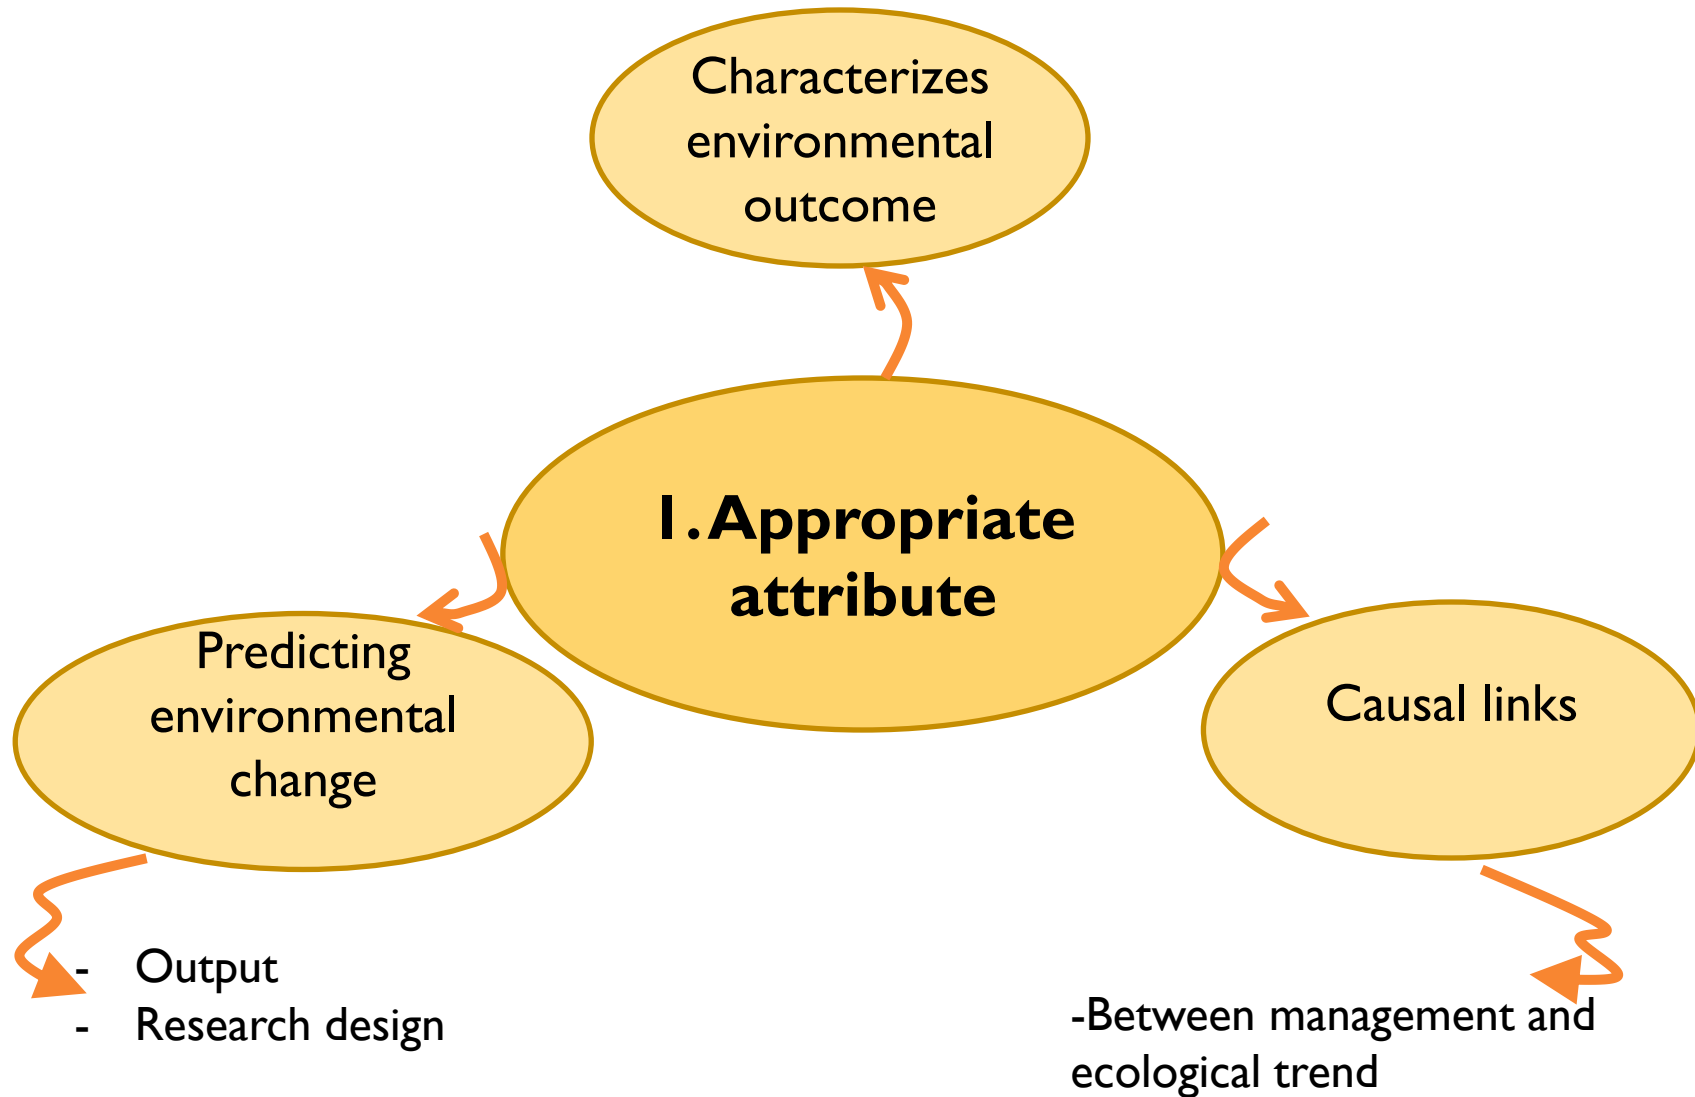 Characterizes
environmental
outcome
1. Appropriate
attribute
Predicting
environmental
change
Causal links
- Output
- Research design
-Between management and
ecological trend